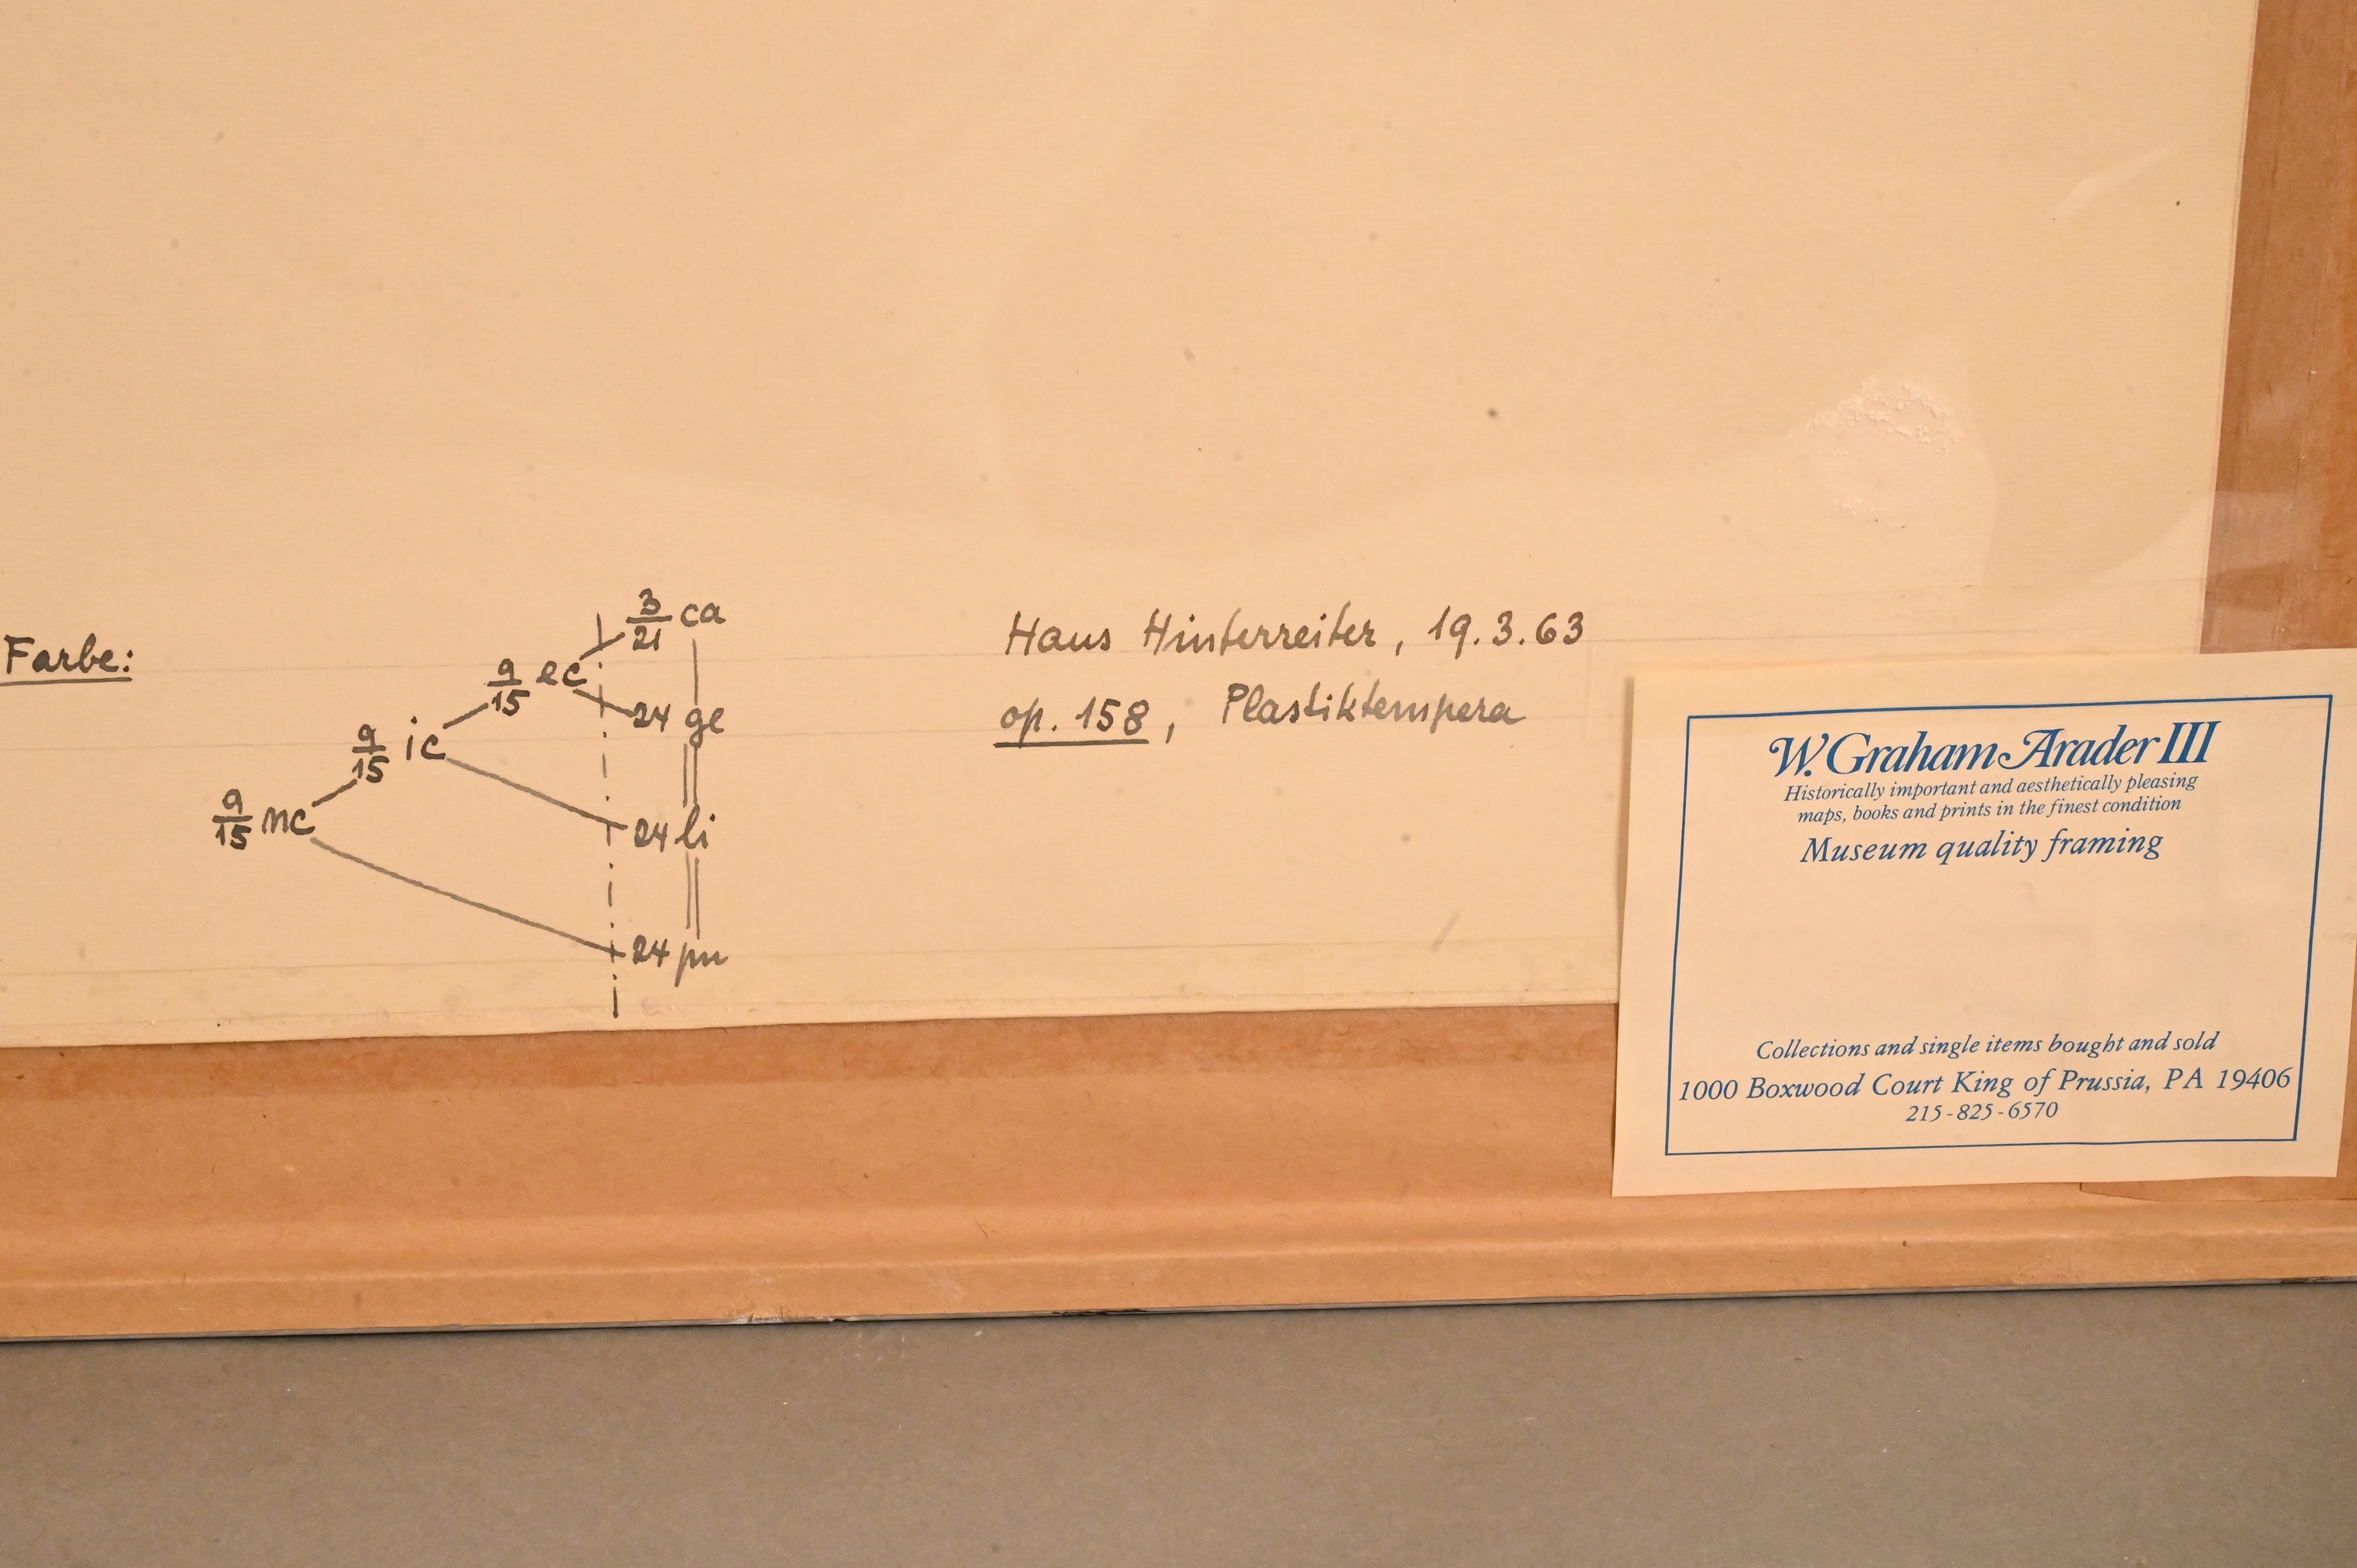 Farbe:
3/21 ca
9/15 ec
24 ge
9/15 ic
9/15 nc
24 li
24 pu
Hans Hinterreiter, 19.3.63
op. 158, Plastiktempera
W. Graham Arader III
Historically important and aesthetically pleasing
maps, books and prints in the finest condition
Museum quality framing
Collections and single items bought and sold
1000 Boxwood Court King of Prussia, PA 19406
215-825-6570